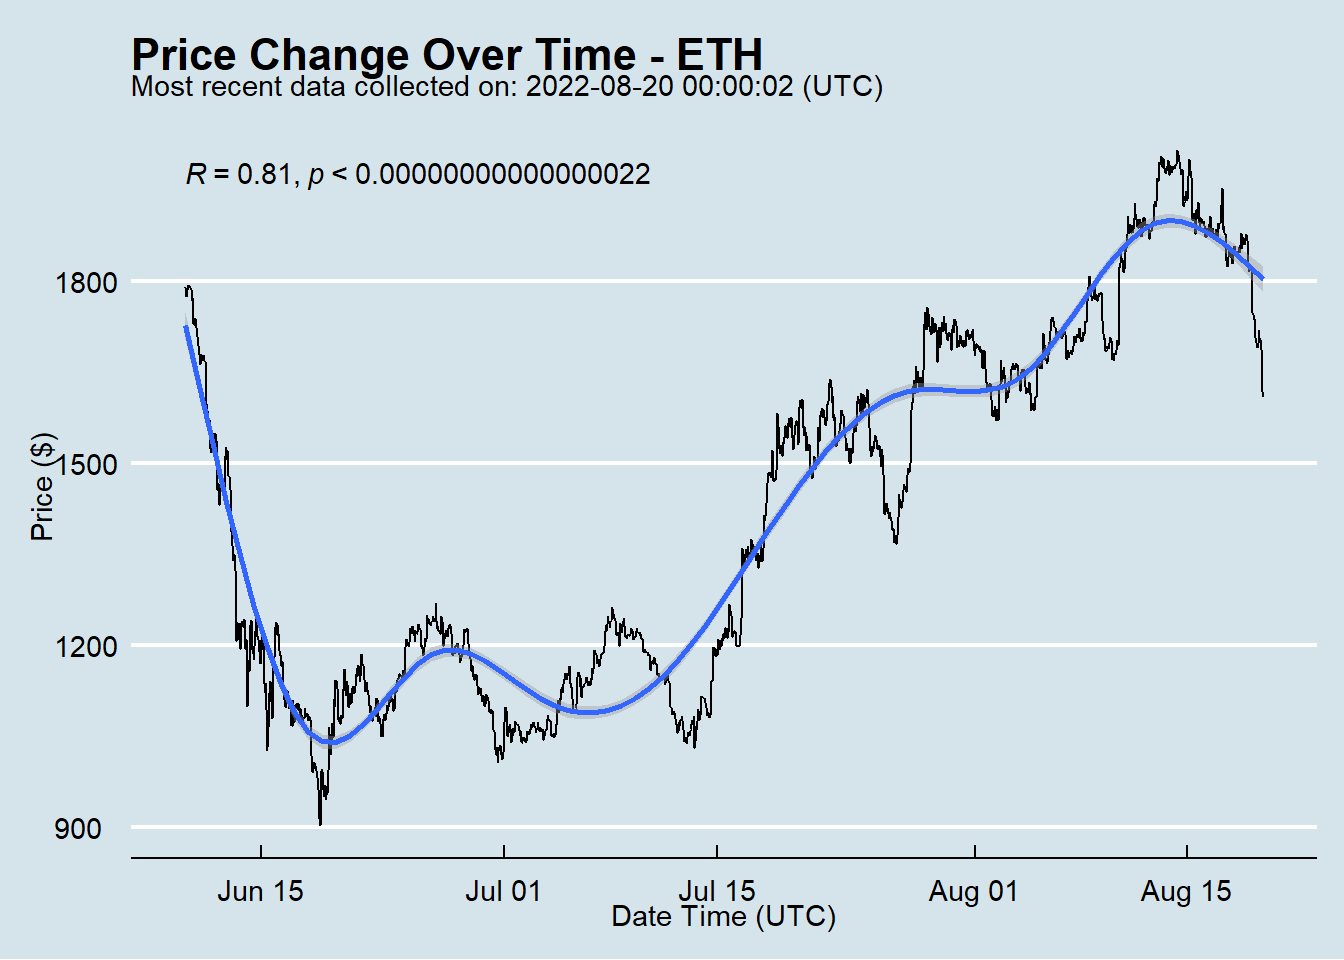 Price Change Over Time - ETH
Most recent data collected on: 2022-08-20 00:00:02 (UTC)
R = 0.81, p < 0.00000000000000022
1800
1500
1200
900
Price ($)
Jun 15
Jul 01
Jul 15
Aug 01
Aug 15
Date Time (UTC)